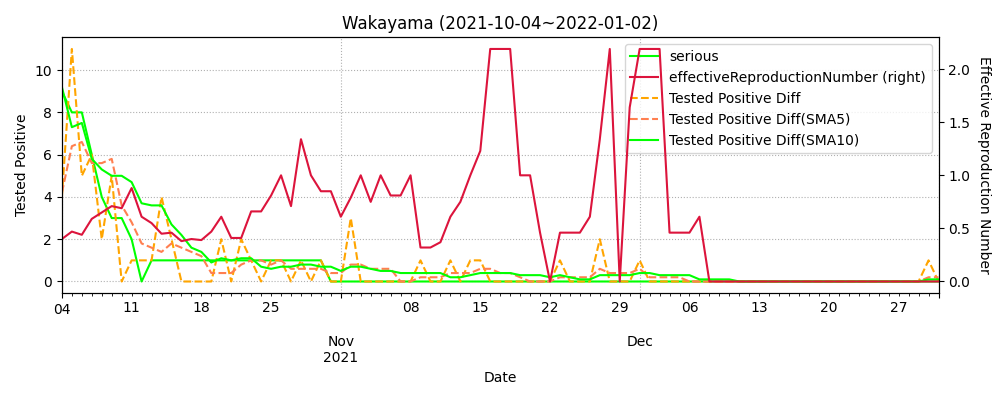 Wakayama (2021-10-04~2022-01-02)
serious
effectiveReproductionNumber (right)
Tested Positive Diff
Tested Positive Diff(SMA5)
Tested Positive Diff(SMA10)
Tested Positive
10
8
6
4
2
0
2.0
1.5
1.0
0.5
0.0
Effective Reproduction Number
04 11 18 25 08 15 22 29 06 13 20 27
Nov Dec
2021
Date